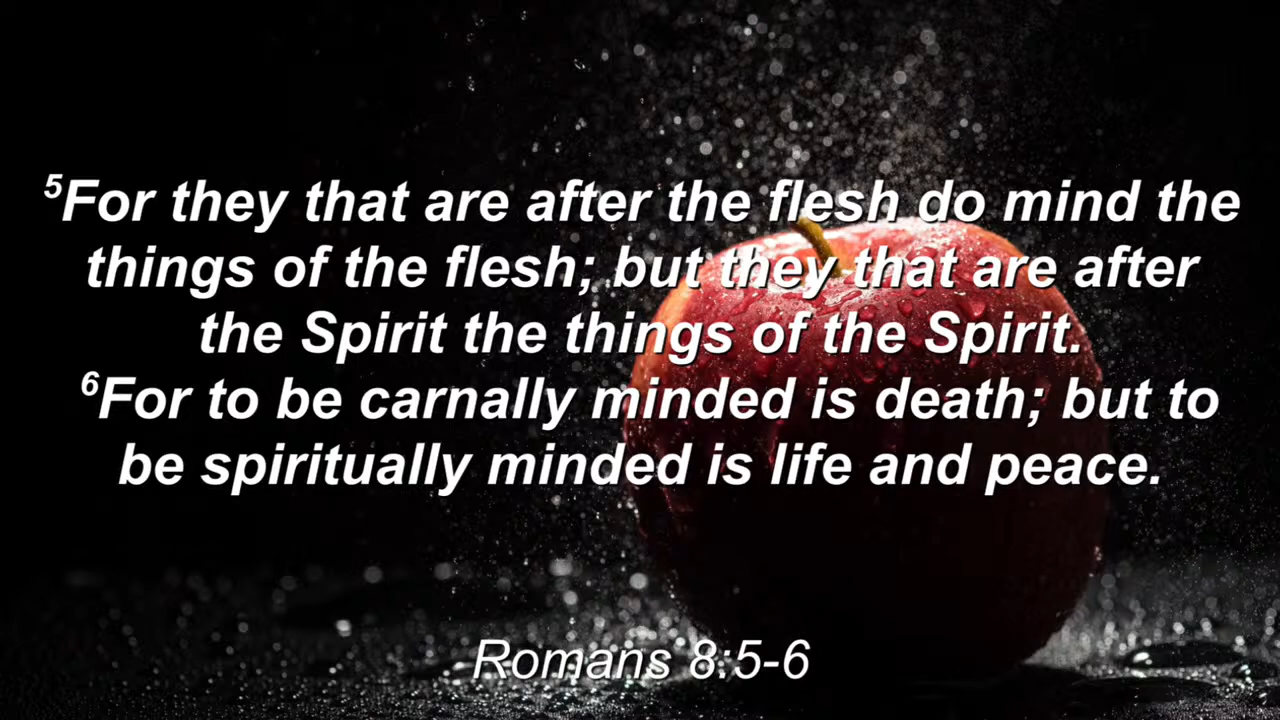 ⁵For they that are after the flesh do mind the
things of the flesh; but they that are after
the Spirit the things of the Spirit.
⁶For to be carnally minded is death; but to
be spiritually minded is life and peace.
Romans 8:5-6